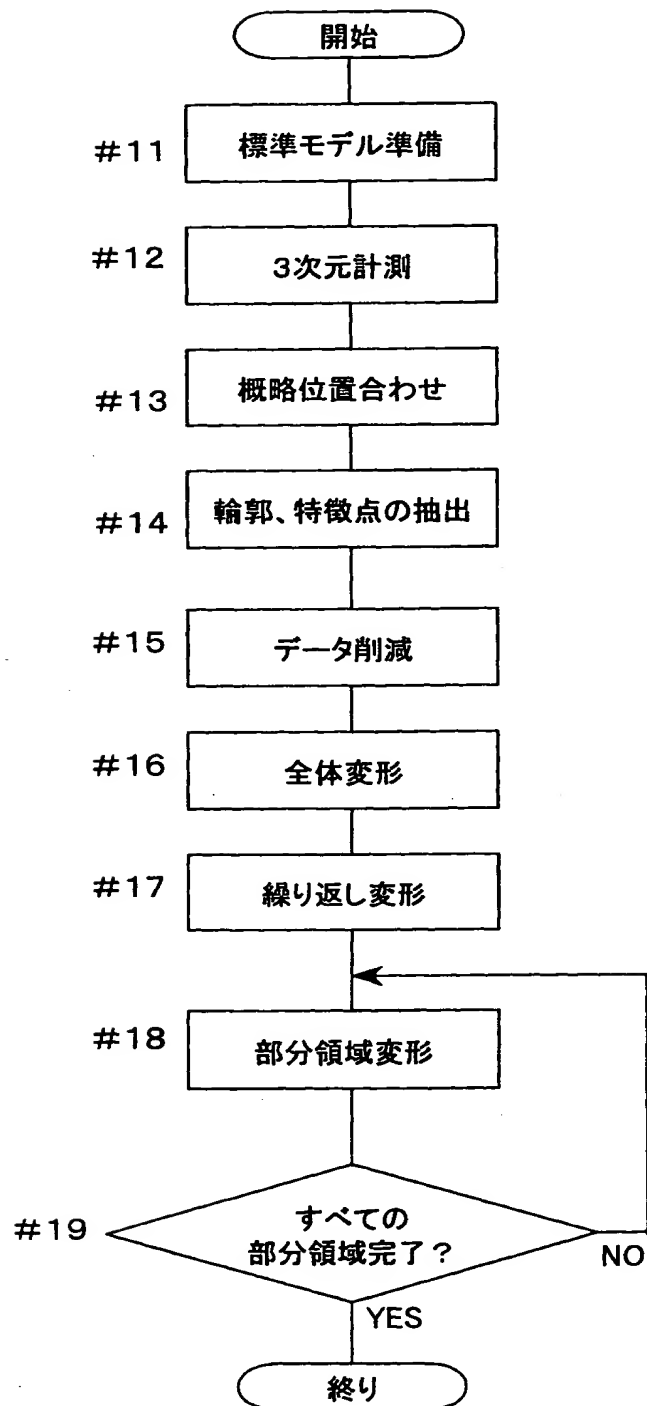 開始
#11
標準モデル準備
#12
3次元計測
#13
概略位置合わせ
#14
輪郭、特徴点の抽出
#15
データ削減
#16
全体変形
#17
繰り返し変形
#18
部分領域変形
#19
すべての
部分領域完了?
NO
YES
終り